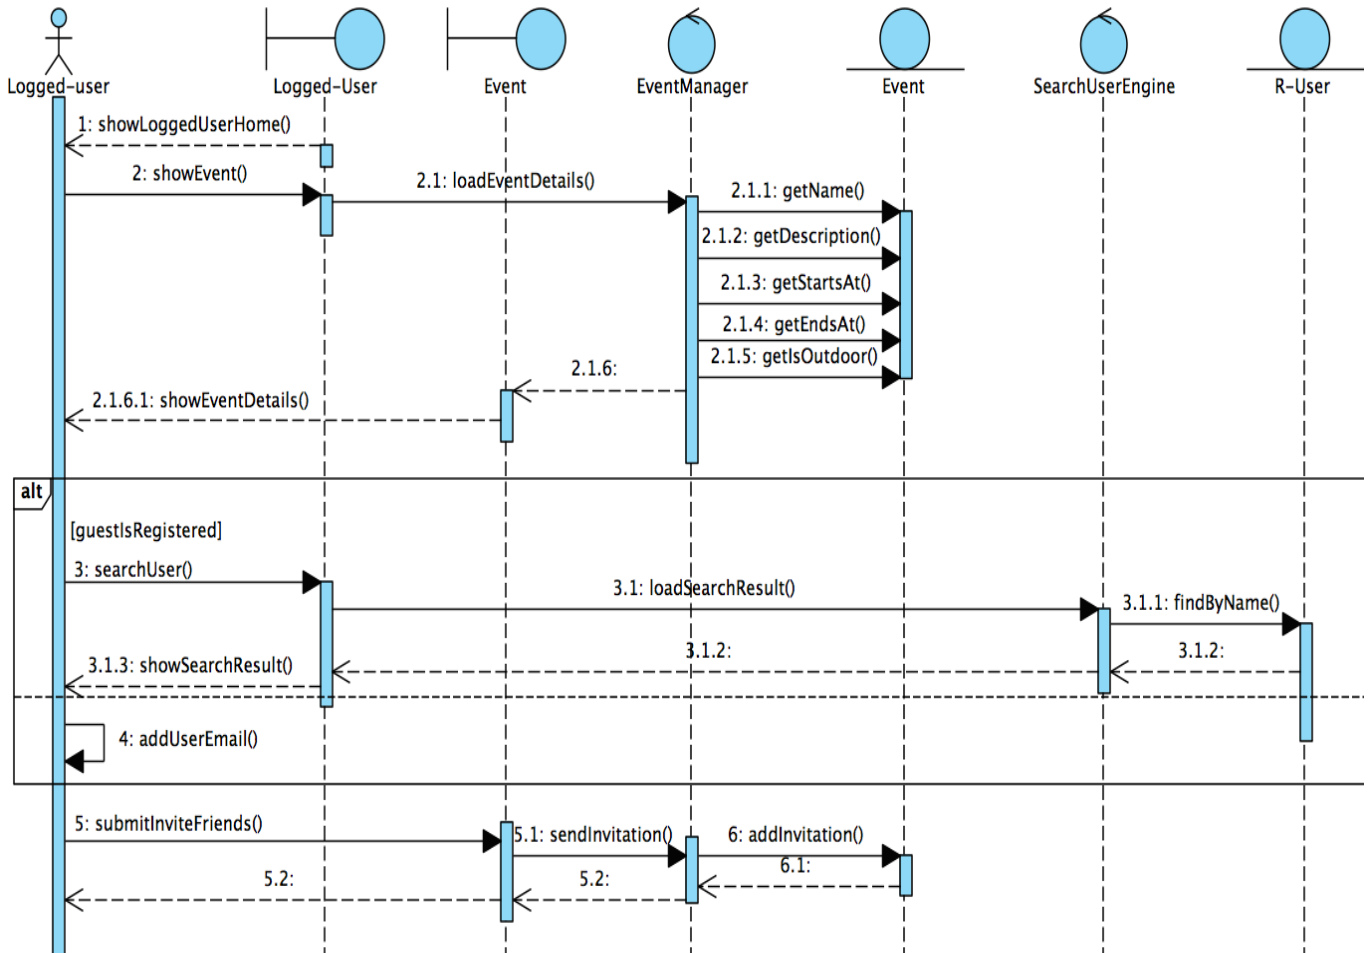 Logged-user
Logged-User
Event
EventManager
Event
SearchUserEngine
R-User
1: showLoggedUserHome()
2: showEvent()
2.1: loadEventDetails()
2.1.1: getName()
2.1.2: getDescription()
2.1.3: getStartsAt()
2.1.4: getEndsAt()
2.1.5: getIsOutdoor()
2.1.6:
2.1.6.1: showEventDetails()
alt
[guestIsRegistered]
3: searchUser()
3.1: loadSearchResult()
3.1.1: findByName()
3.1.2:
3.1.2:
3.1.3: showSearchResult()
4: addUserEmail()
5: submitInviteFriends()
5.1: sendInvitation()
6: addInvitation()
6.1:
5.2:
5.2: